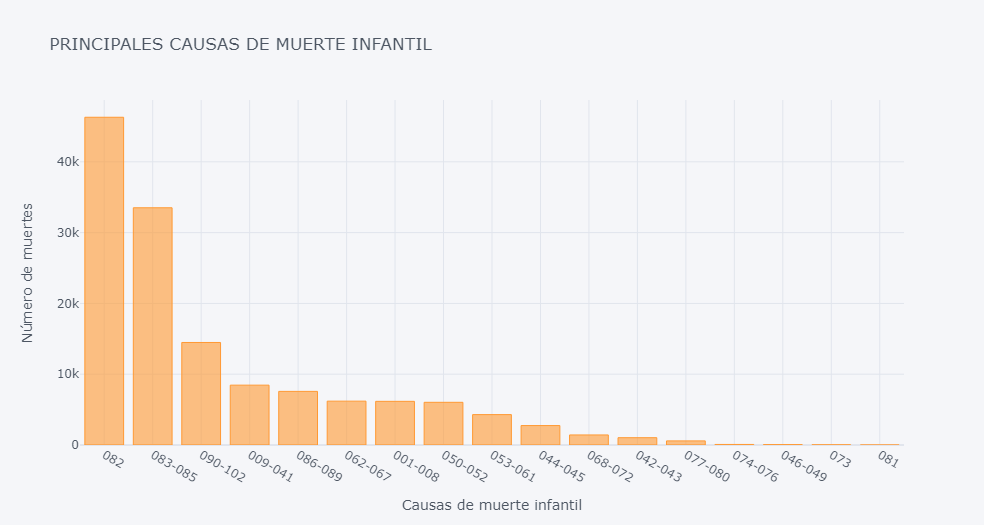 PRINCIPALES CAUSAS DE MUERTE INFANTIL
Número de muertes
40k
30k
20k
10k
0
082
083-085
090-102
009-041
086-089
062-067
001-008
050-052
053-061
044-045
068-072
042-043
077-080
074-076
046-049
073
081
Causas de muerte infantil